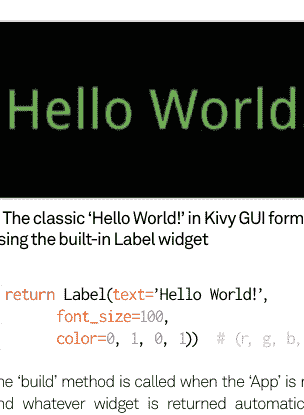 Hello World
The classic ‘Hello World!’ in Kivy GUI form
sing the built-in Label widget
return Label(text=’Hello World!’,
font_size=100,
color=0, 1, 0, 1)) # (r, g, b,
he ‘build’ method is called when the ‘App’ is r
nd whatever widget is returned automatic